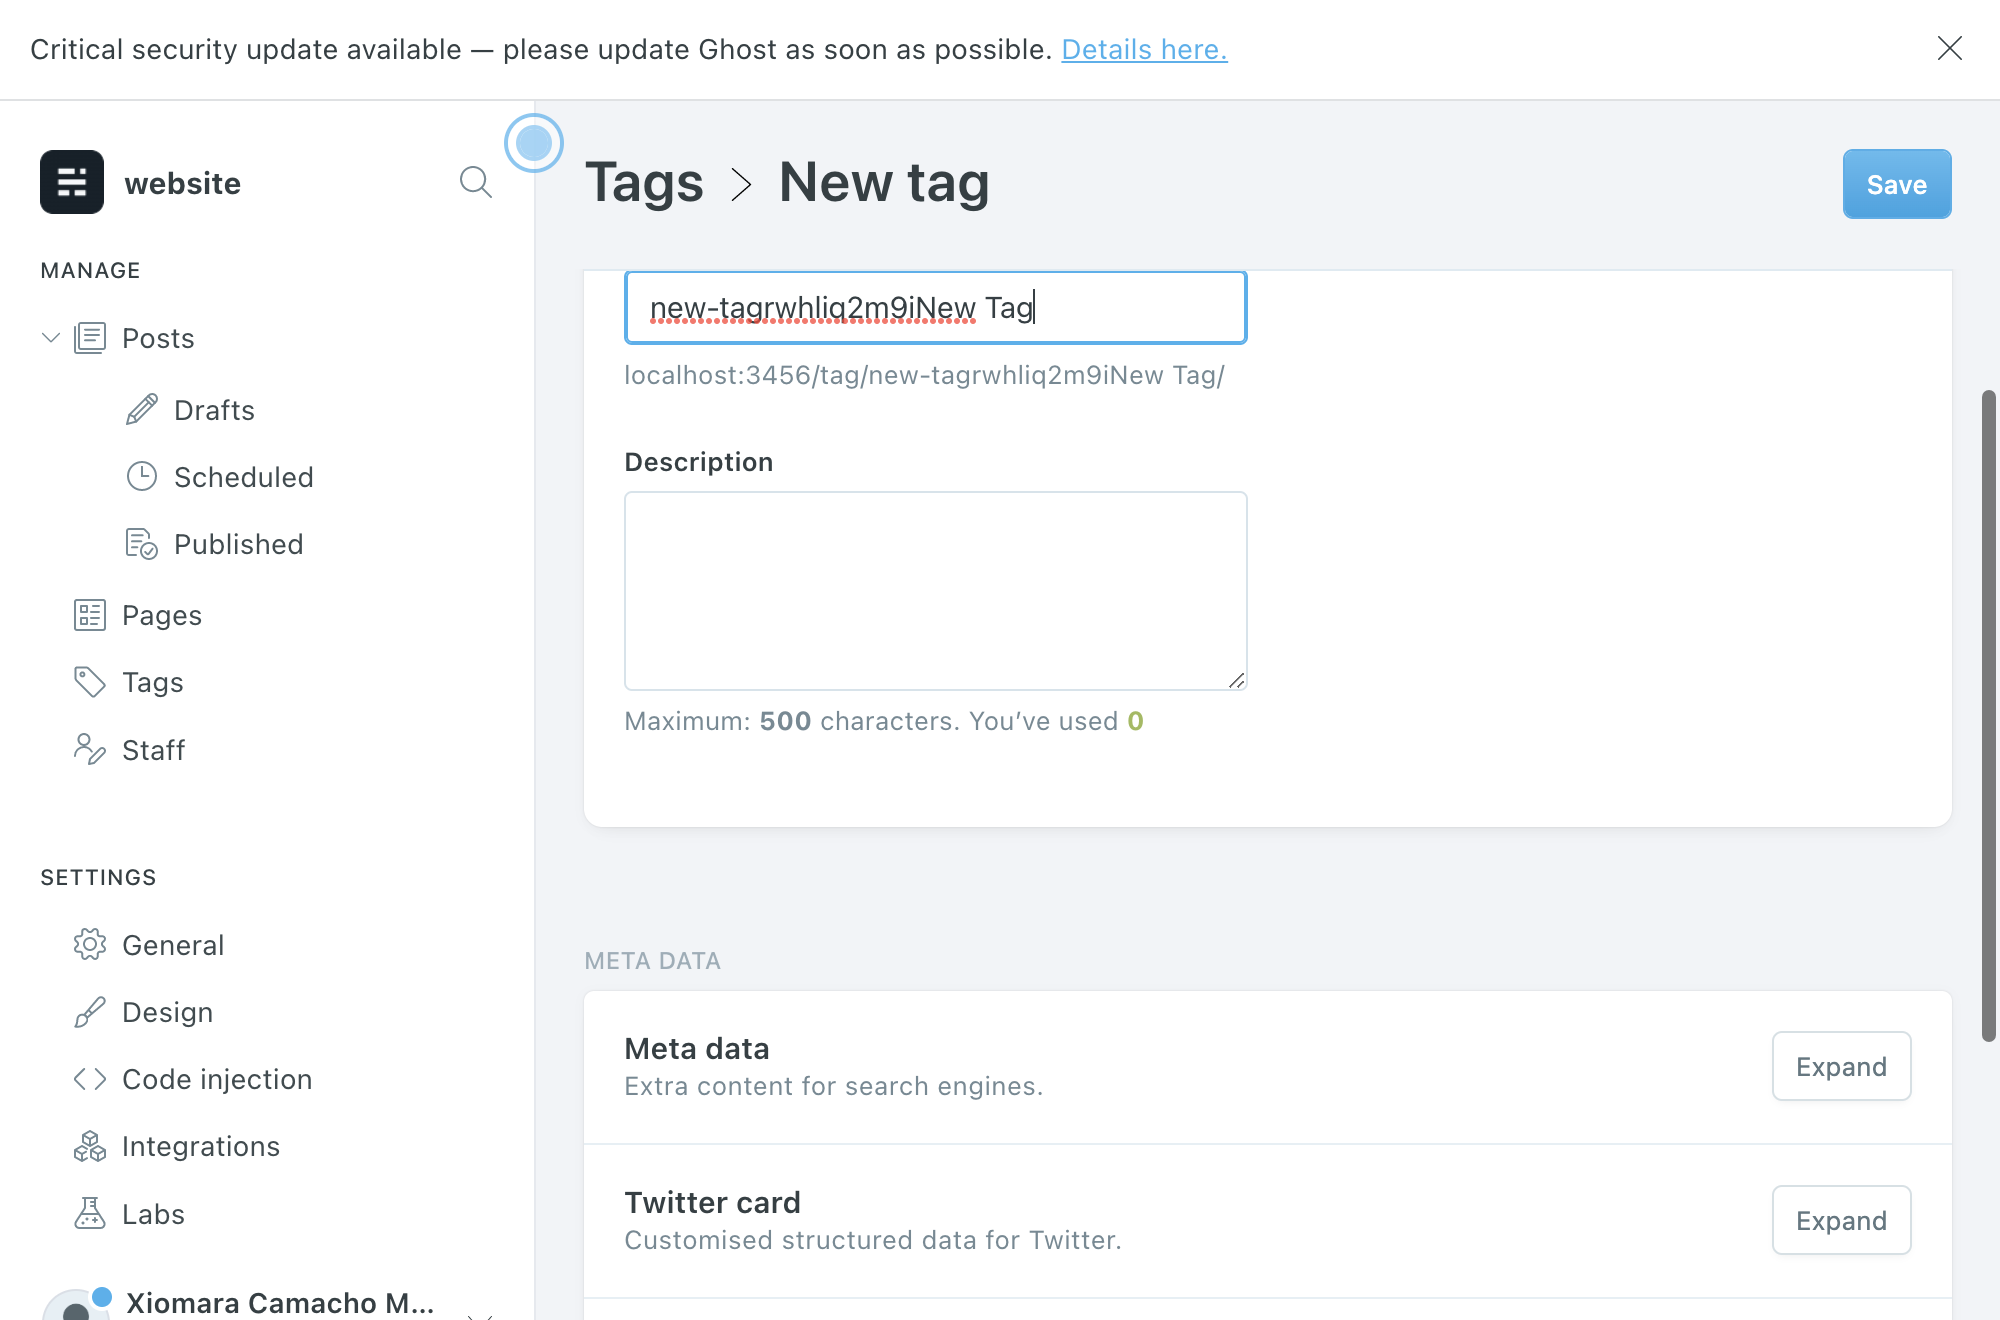 Critical security update available — please update Ghost as soon as possible. Details here.
website
MANAGE
Posts
Drafts
Scheduled
Published
Pages
Tags
Staff
SETTINGS
General
Design
Code injection
Integrations
Labs
Xiomara Camacho M...
Tags > New tag
Save
new-tagrwhliq2m9iNew Tag
localhost:3456/tag/new-tagrwhliq2m9iNew Tag/
Description
Maximum: 500 characters. You’ve used 0
META DATA
Meta data
Extra content for search engines.
Expand
Twitter card
Customised structured data for Twitter.
Expand